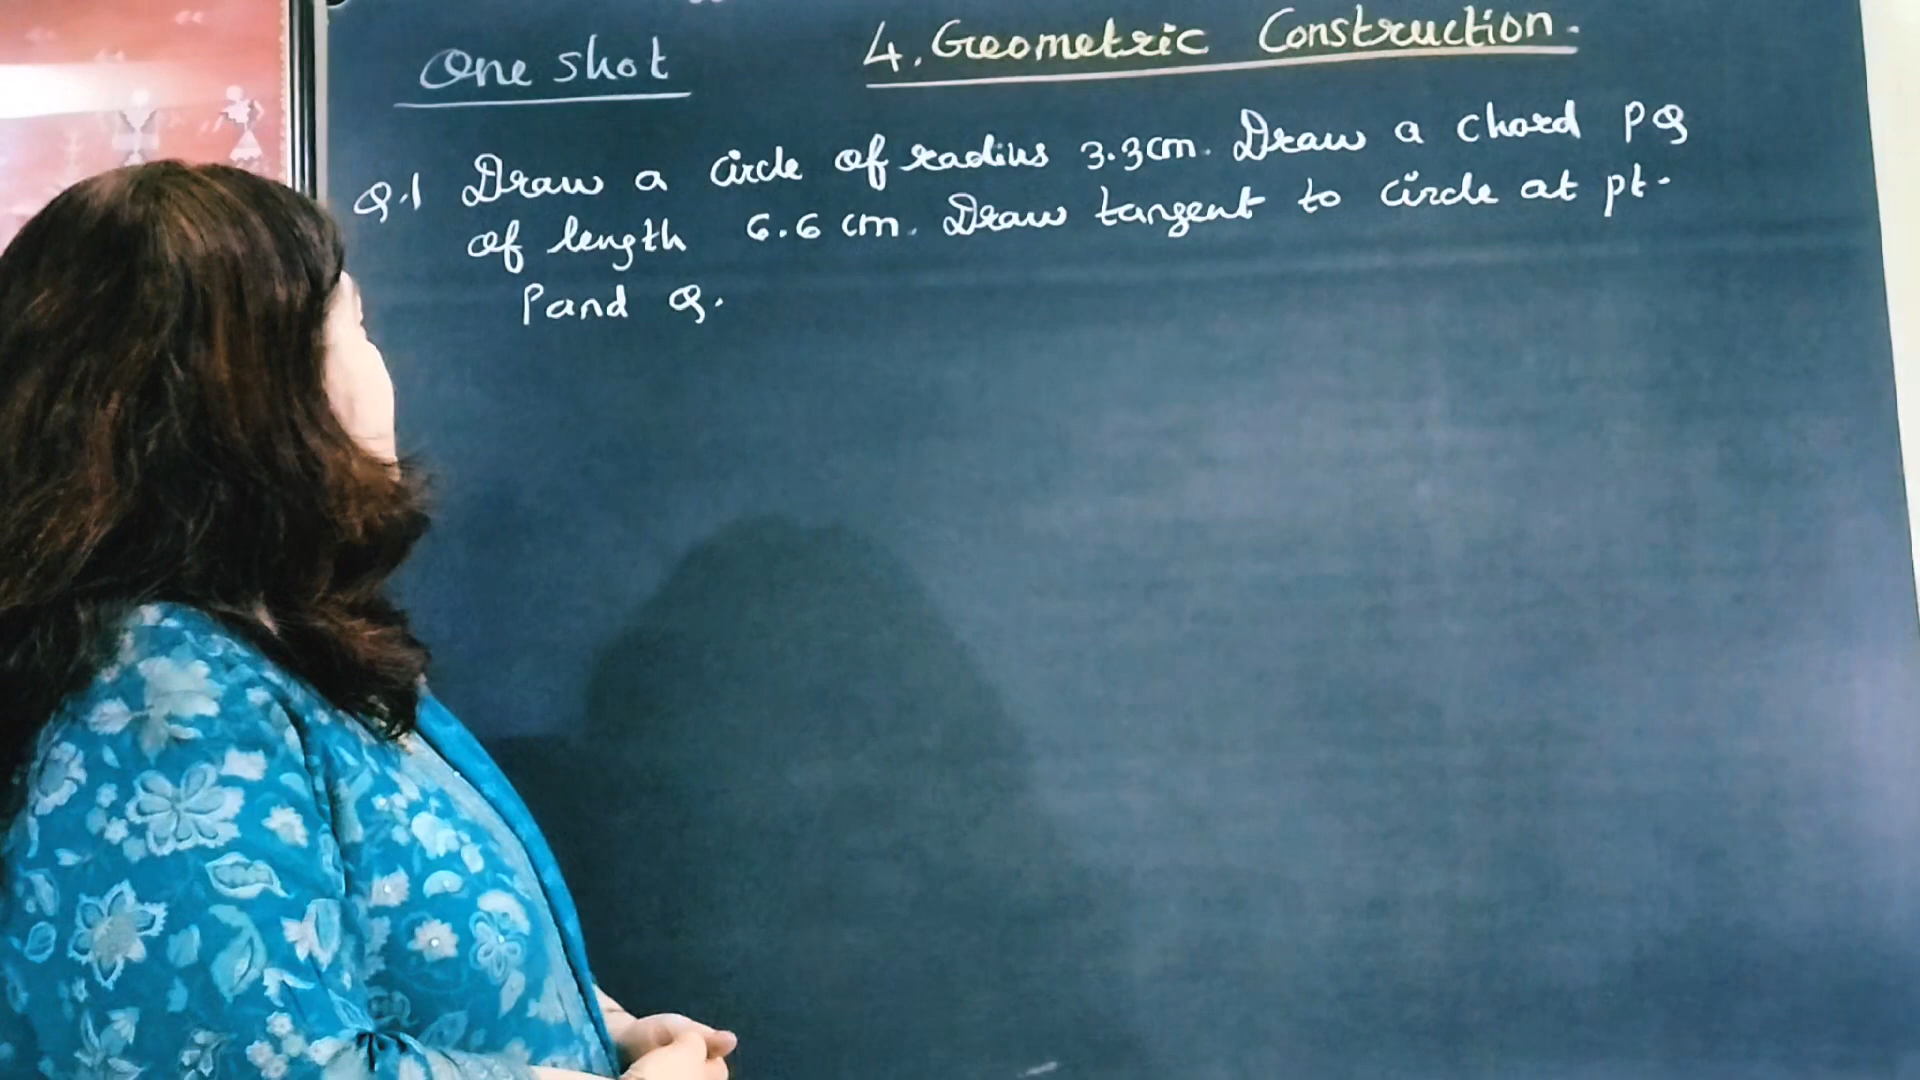 One shot
4. Geometric Construction.
Q.1 Draw a circle of radius 3.3cm. Draw a chord PQ
of length 6.6 cm. Draw tangent to circle at pt.
P and Q.